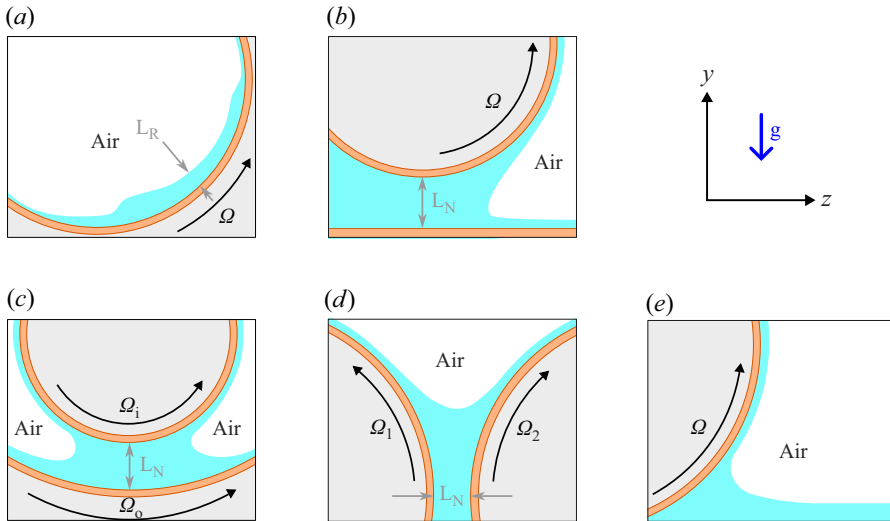 (a)
Air
L_R
Ω
(b)
Ω
Air
L_N
y
g
z
(c)
Ω_i
Air
Air
L_N
Ω_o
(d)
Air
Ω_1
Ω_2
L_N
(e)
Ω
Air